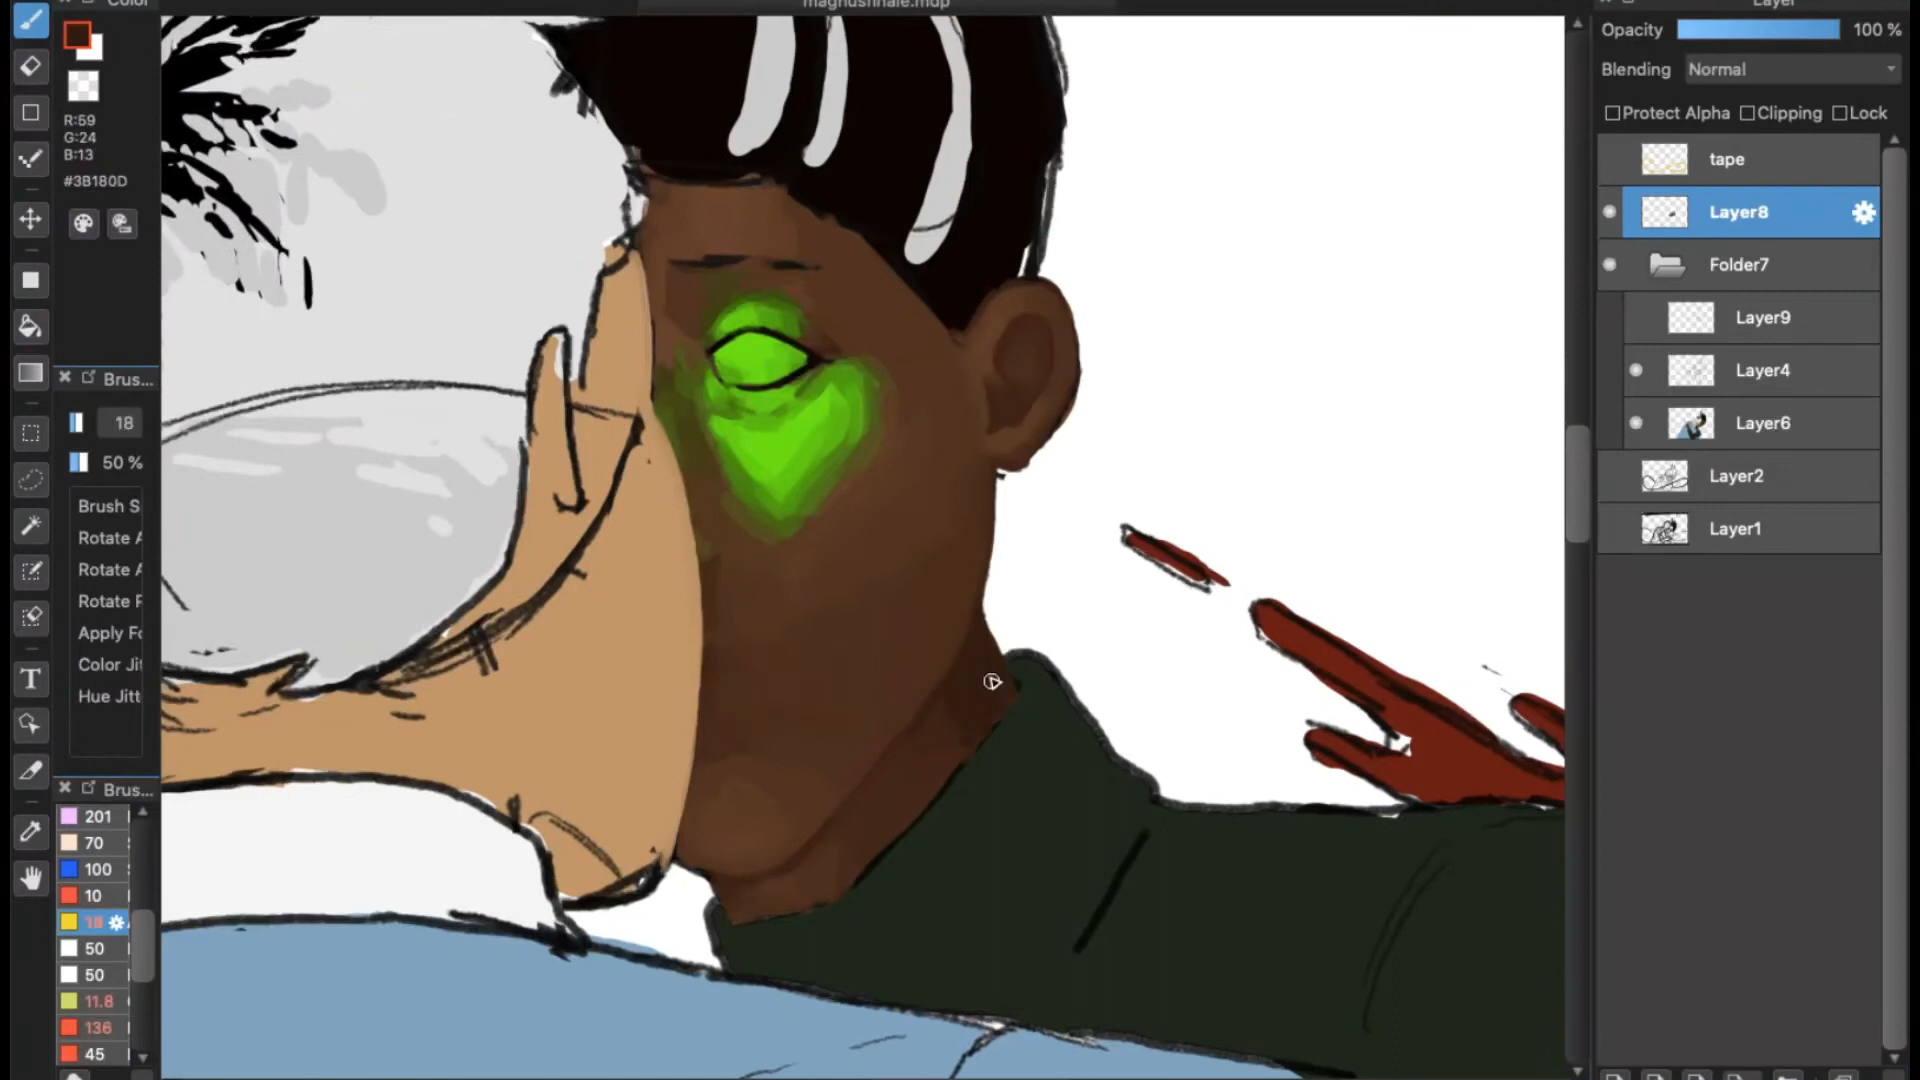 Color
magnusfinale.mdp
Layer
R:59
G:24
B:13
#3B180D
Brus...
18
50 %
Brush S
Rotate A
Rotate A
Rotate F
Apply Fo
Color Jit
Hue Jitt
Brus...
201
70
100
10
18
50
50
11.8
136
45
Opacity 100 %
Blending Normal
Protect Alpha Clipping Lock
tape
Layer8
Folder7
Layer9
Layer4
Layer6
Layer2
Layer1